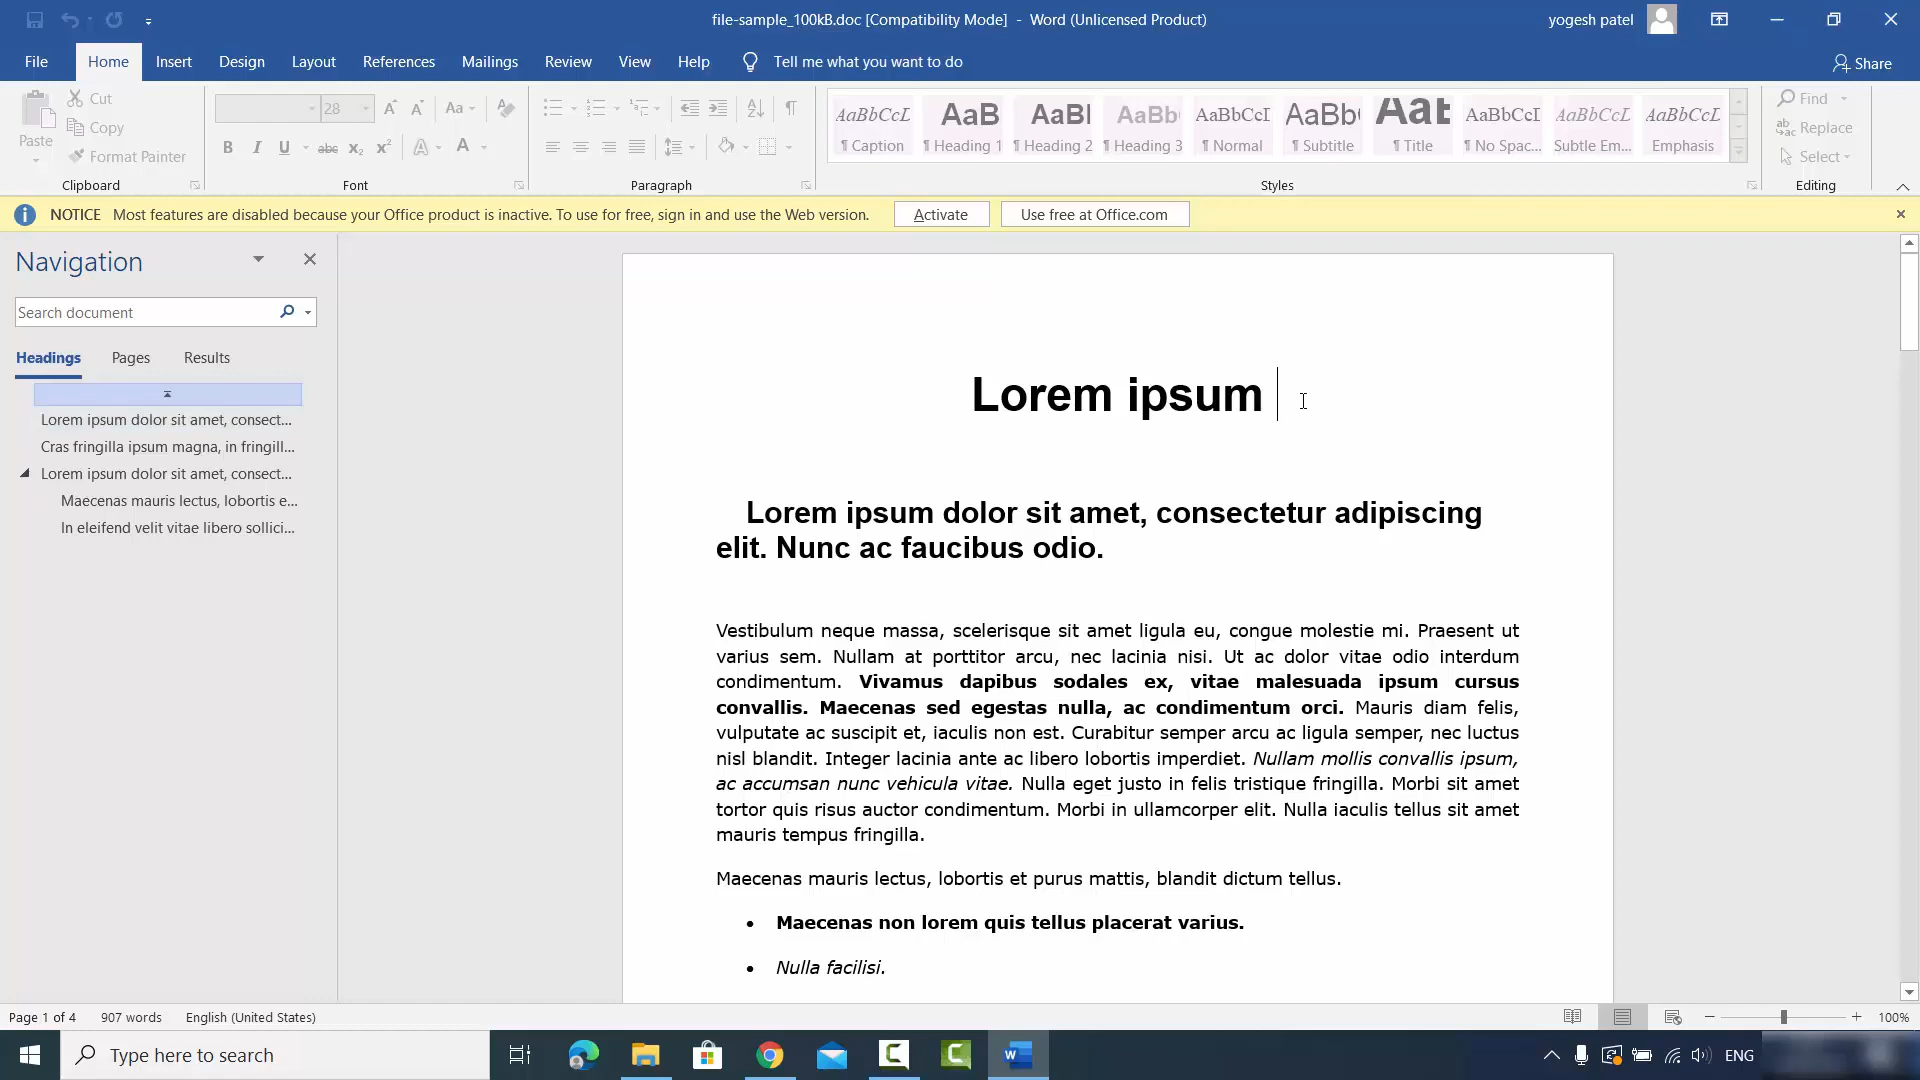 file-sample_100kB.doc [Compatibility Mode] - Word (Unlicensed Product)
yogesh patel
File Home Insert Design Layout References Mailings Review View Help Tell me what you want to do
Share
Paste
Cut
Copy
Format Painter
Clipboard
28
Aa
B I U abc x₂ x² A A
Font
Paragraph
AaBbCcL AaB AaBl AaBb AaBbCcI AaBb( AaE AaBbCcI AaBbCcL AaBbCcL
¶ Caption ¶ Heading 1 ¶ Heading 2 ¶ Heading 3 ¶ Normal ¶ Subtitle ¶ Title ¶ No Spac... Subtle Em... Emphasis
Styles
Find
Replace
Select
Editing
NOTICE Most features are disabled because your Office product is inactive. To use for free, sign in and use the Web version. Activate Use free at Office.com
Navigation
Search document
Headings Pages Results
Lorem ipsum dolor sit amet, consect...
Cras fringilla ipsum magna, in fringill...
Lorem ipsum dolor sit amet, consect...
Maecenas mauris lectus, lobortis e...
In eleifend velit vitae libero sollici...
Lorem ipsum
Lorem ipsum dolor sit amet, consectetur adipiscing
elit. Nunc ac faucibus odio.
Vestibulum neque massa, scelerisque sit amet ligula eu, congue molestie mi. Praesent ut
varius sem. Nullam at porttitor arcu, nec lacinia nisi. Ut ac dolor vitae odio interdum
condimentum. Vivamus dapibus sodales ex, vitae malesuada ipsum cursus
convallis. Maecenas sed egestas nulla, ac condimentum orci. Mauris diam felis,
vulputate ac suscipit et, iaculis non est. Curabitur semper arcu ac ligula semper, nec luctus
nisl blandit. Integer lacinia ante ac libero lobortis imperdiet. Nullam mollis convallis ipsum,
ac accumsan nunc vehicula vitae. Nulla eget justo in felis tristique fringilla. Morbi sit amet
tortor quis risus auctor condimentum. Morbi in ullamcorper elit. Nulla iaculis tellus sit amet
mauris tempus fringilla.
Maecenas mauris lectus, lobortis et purus mattis, blandit dictum tellus.
• Maecenas non lorem quis tellus placerat varius.
• Nulla facilisi.
Page 1 of 4 907 words English (United States)
100%
Type here to search
ENG